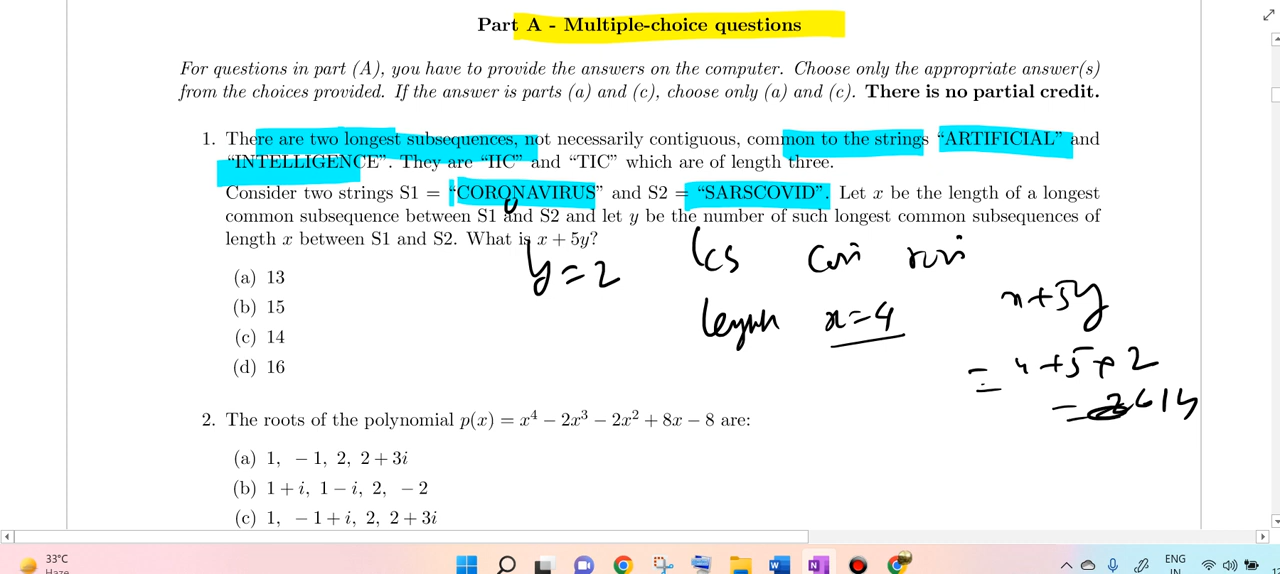 Part A - Multiple-choice questions
For questions in part (A), you have to provide the answers on the computer. Choose only the appropriate answer(s)
from the choices provided. If the answer is parts (a) and (c), choose only (a) and (c). There is no partial credit.
1. There are two longest subsequences, not necessarily contiguous, common to the strings "ARTIFICIAL" and
"INTELLIGENCE". They are "IIC" and "TIC" which are of length three.
Consider two strings S1 = "CORONAVIRUS" and S2 = "SARSCOVID". Let x be the length of a longest
common subsequence between S1 and S2 and let y be the number of such longest common subsequences of
length x between S1 and S2. What is x + 5y?
y=2
lcs
x=4
x+5y
(a) 13
(b) 15
(c) 14
(d) 16
2. The roots of the polynomial p(x) = x⁴ − 2x³ − 2x² + 8x − 8 are:
(a) 1, − 1, 2, 2 + 3i
(b) 1 + i, 1 − i, 2, − 2
(c) 1, − 1 + i, 2, 2 + 3i
33°C
Haze
ENG
IN